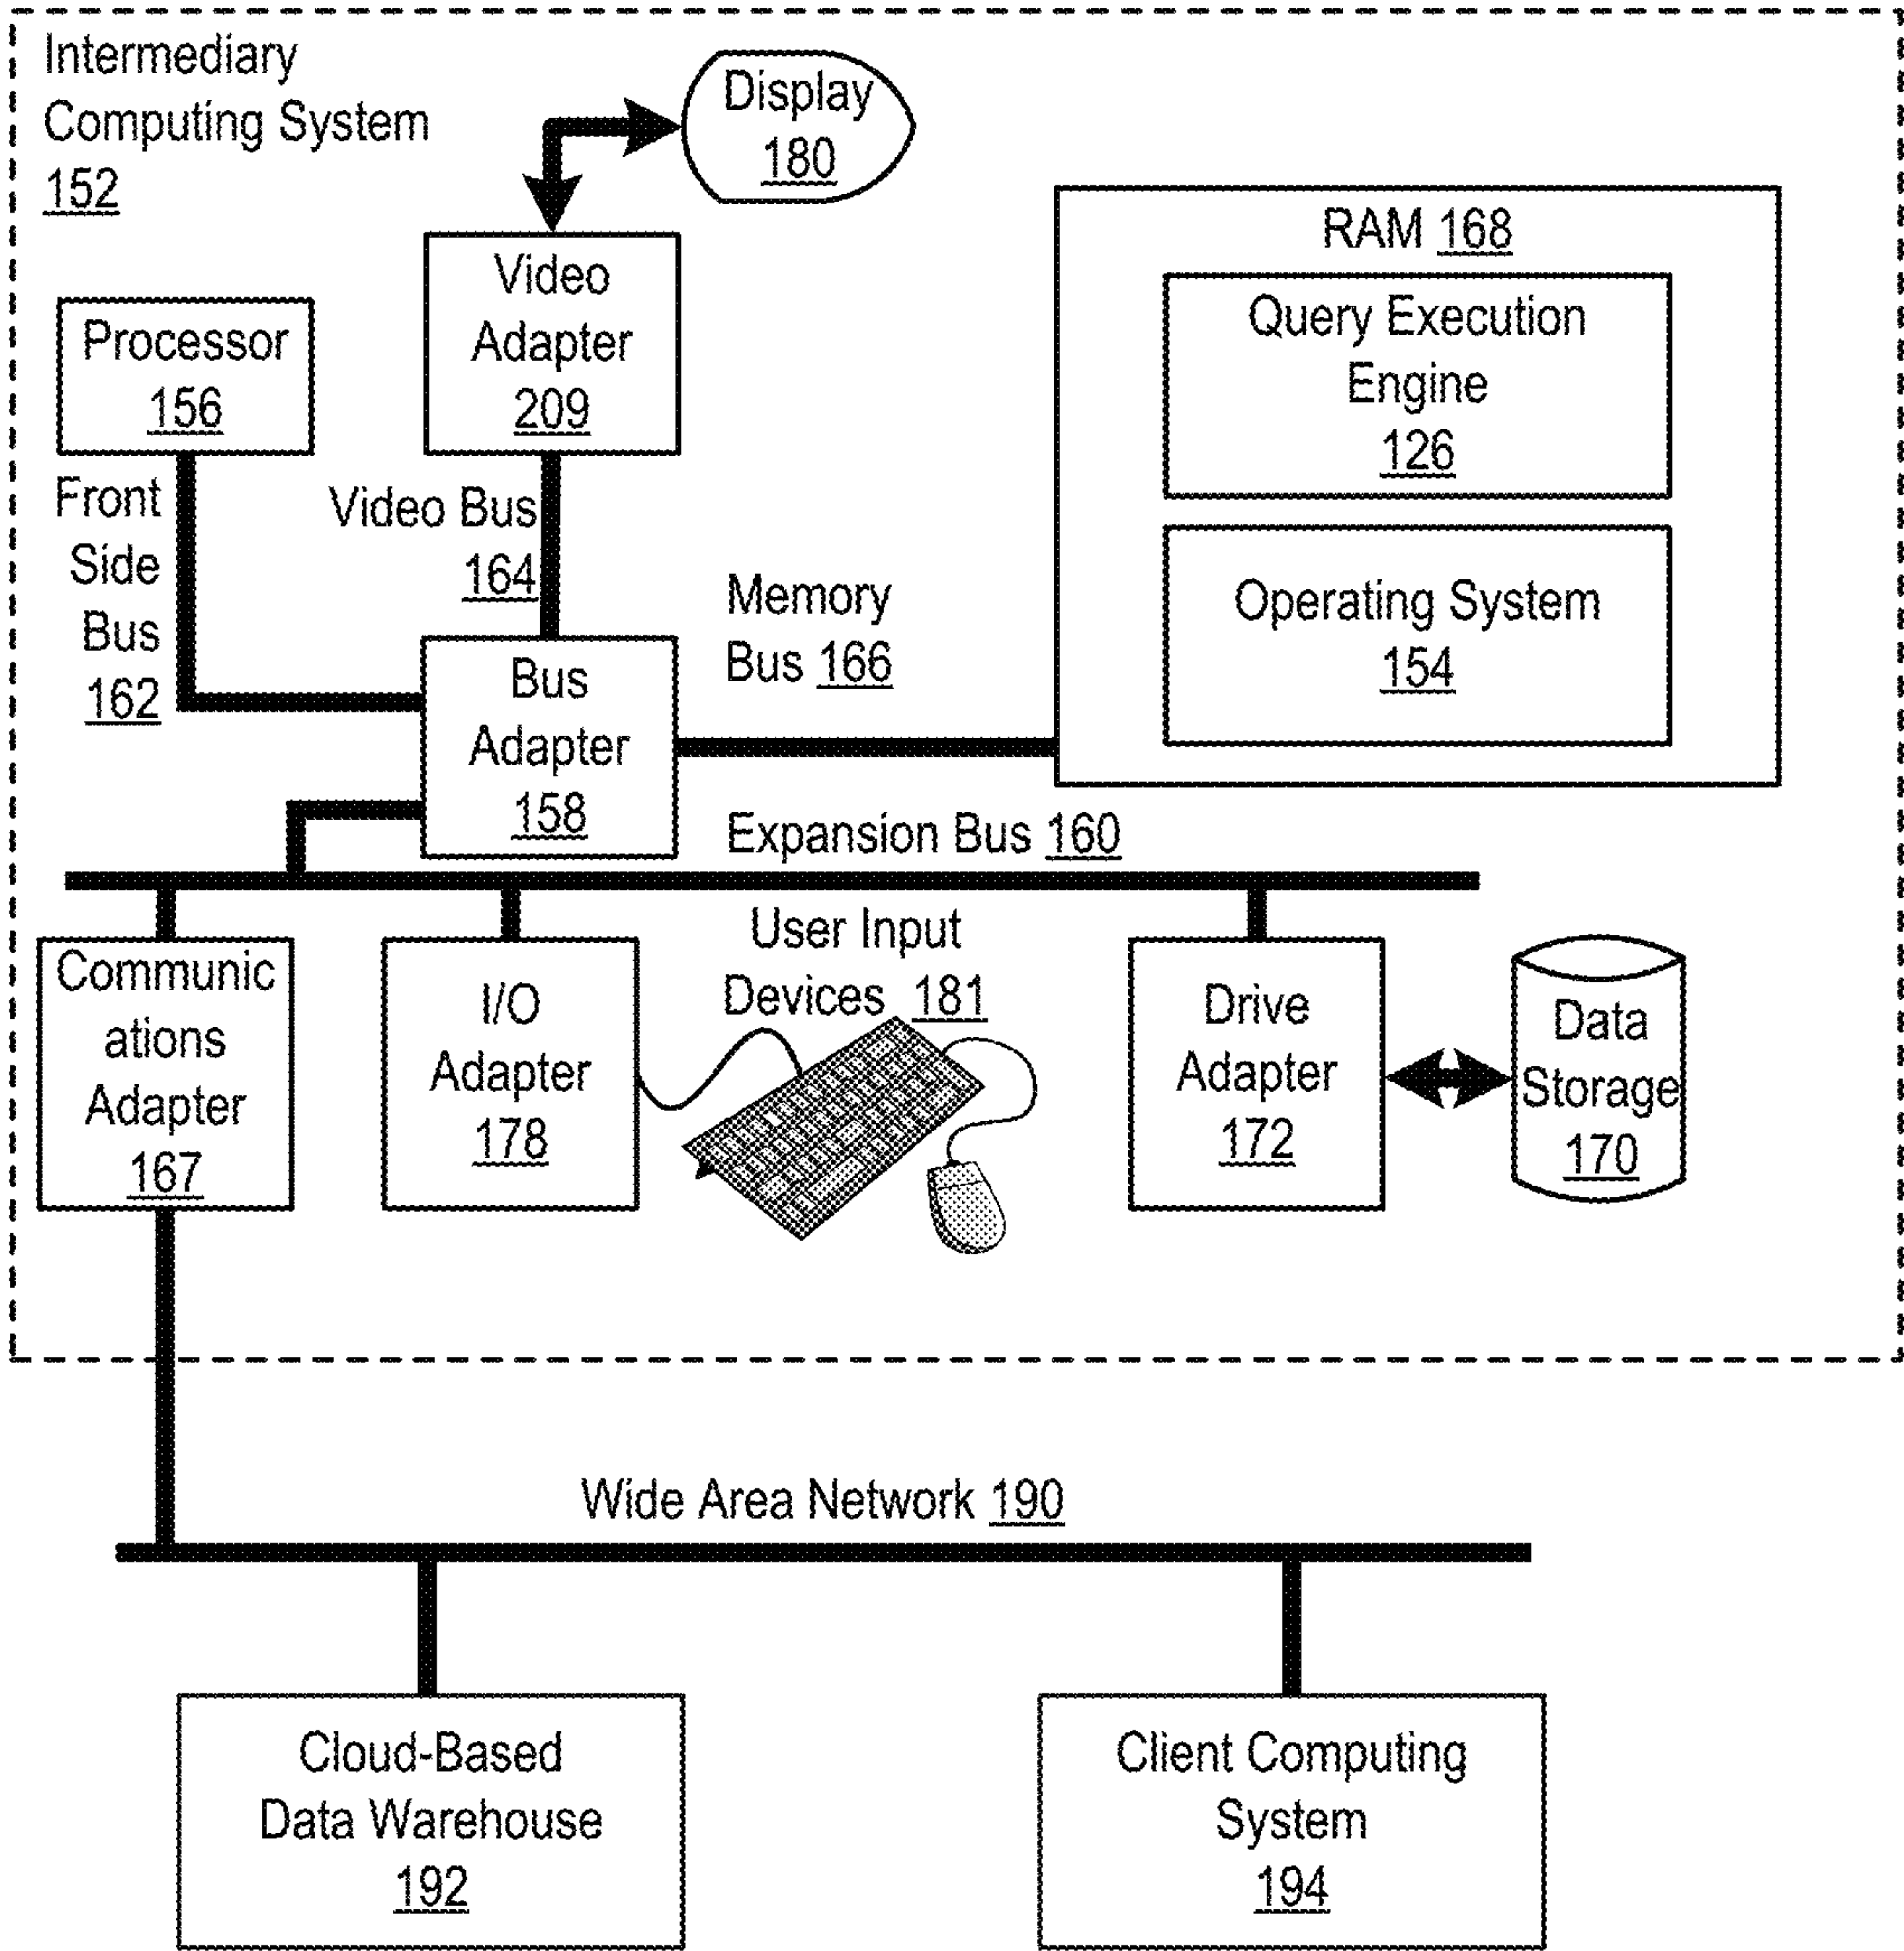 Intermediary
Computing System
152
Display
180
Video
Adapter
209
Processor
156
RAM 168
Query Execution
Engine
126
Operating System
154
Front
Side
Bus
162
Video Bus
164
Memory
Bus 166
Bus
Adapter
158
Expansion Bus 160
Communic
ations
Adapter
167
I/O
Adapter
178
User Input
Devices 181
Drive
Adapter
172
Data
Storage
170
Wide Area Network 190
Cloud-Based
Data Warehouse
192
Client Computing
System
194